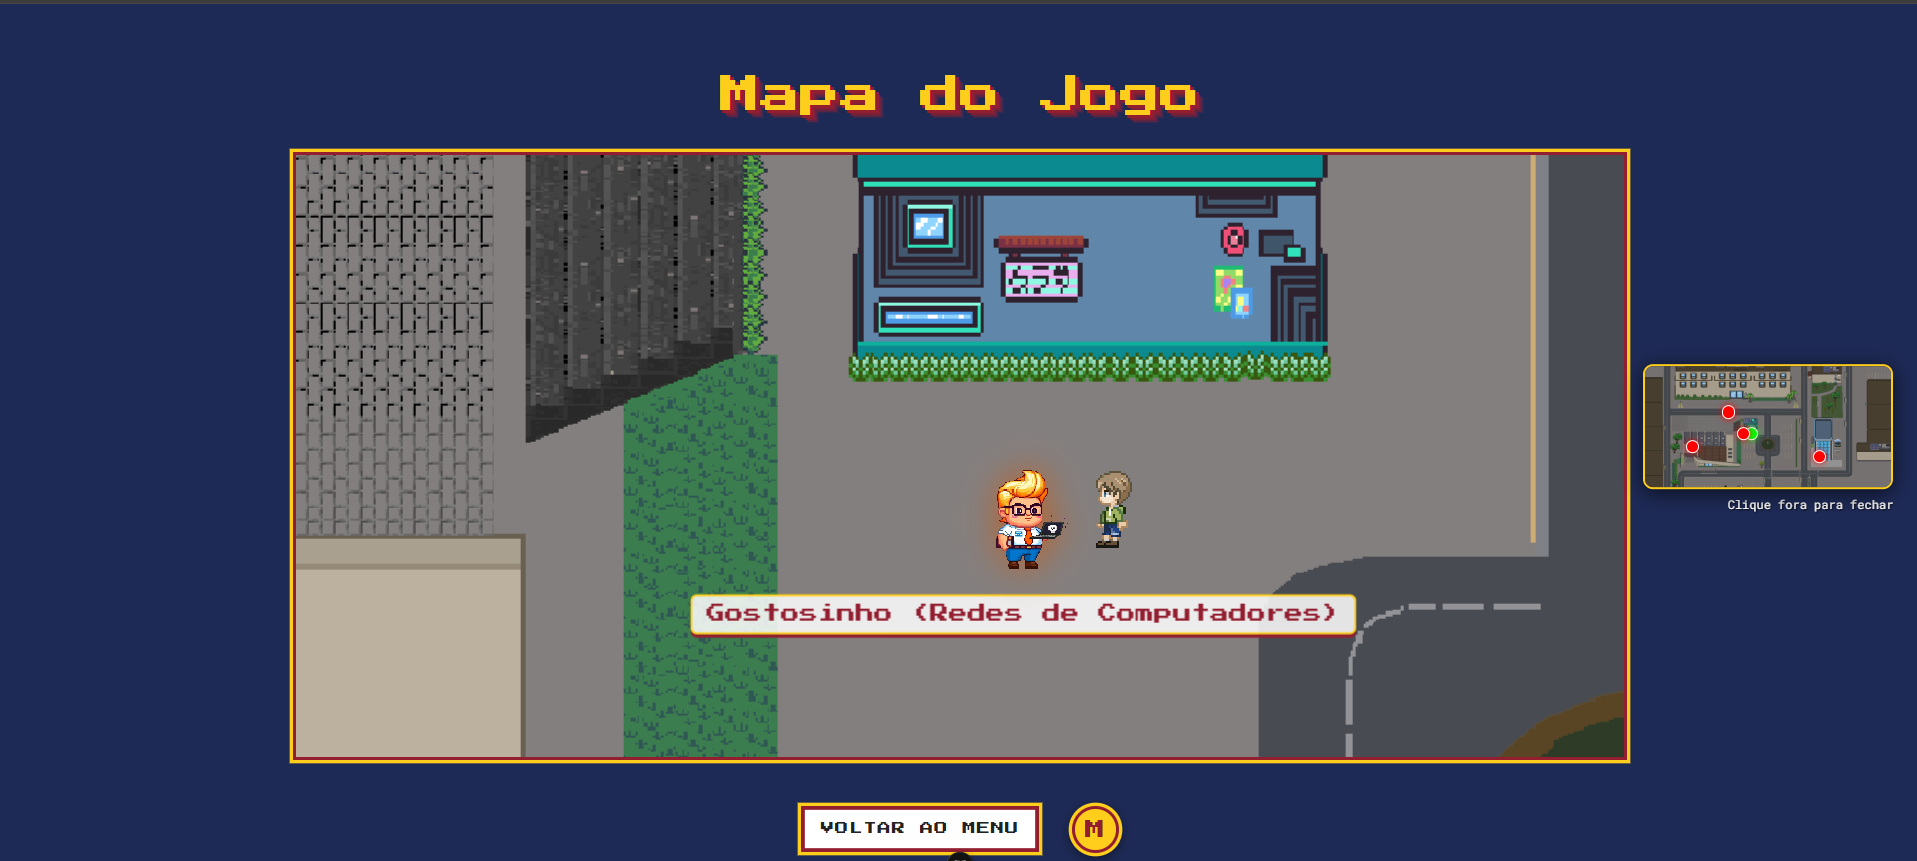 Mapa do Jogo
Gostosinho (Redes de Computadores)
Clique fora para fechar
VOLTAR AO MENU
M